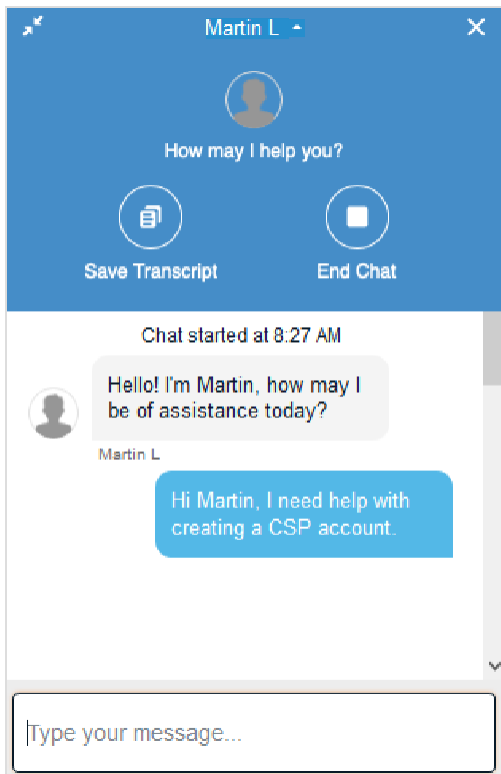 Martin L
How may I help you?
Save Transcript
End Chat
Chat started at 8:27 AM
Hello! I'm Martin, how may I
be of assistance today?
Martin L
Hi Martin, I need help with
creating a CSP account.
Type your message...